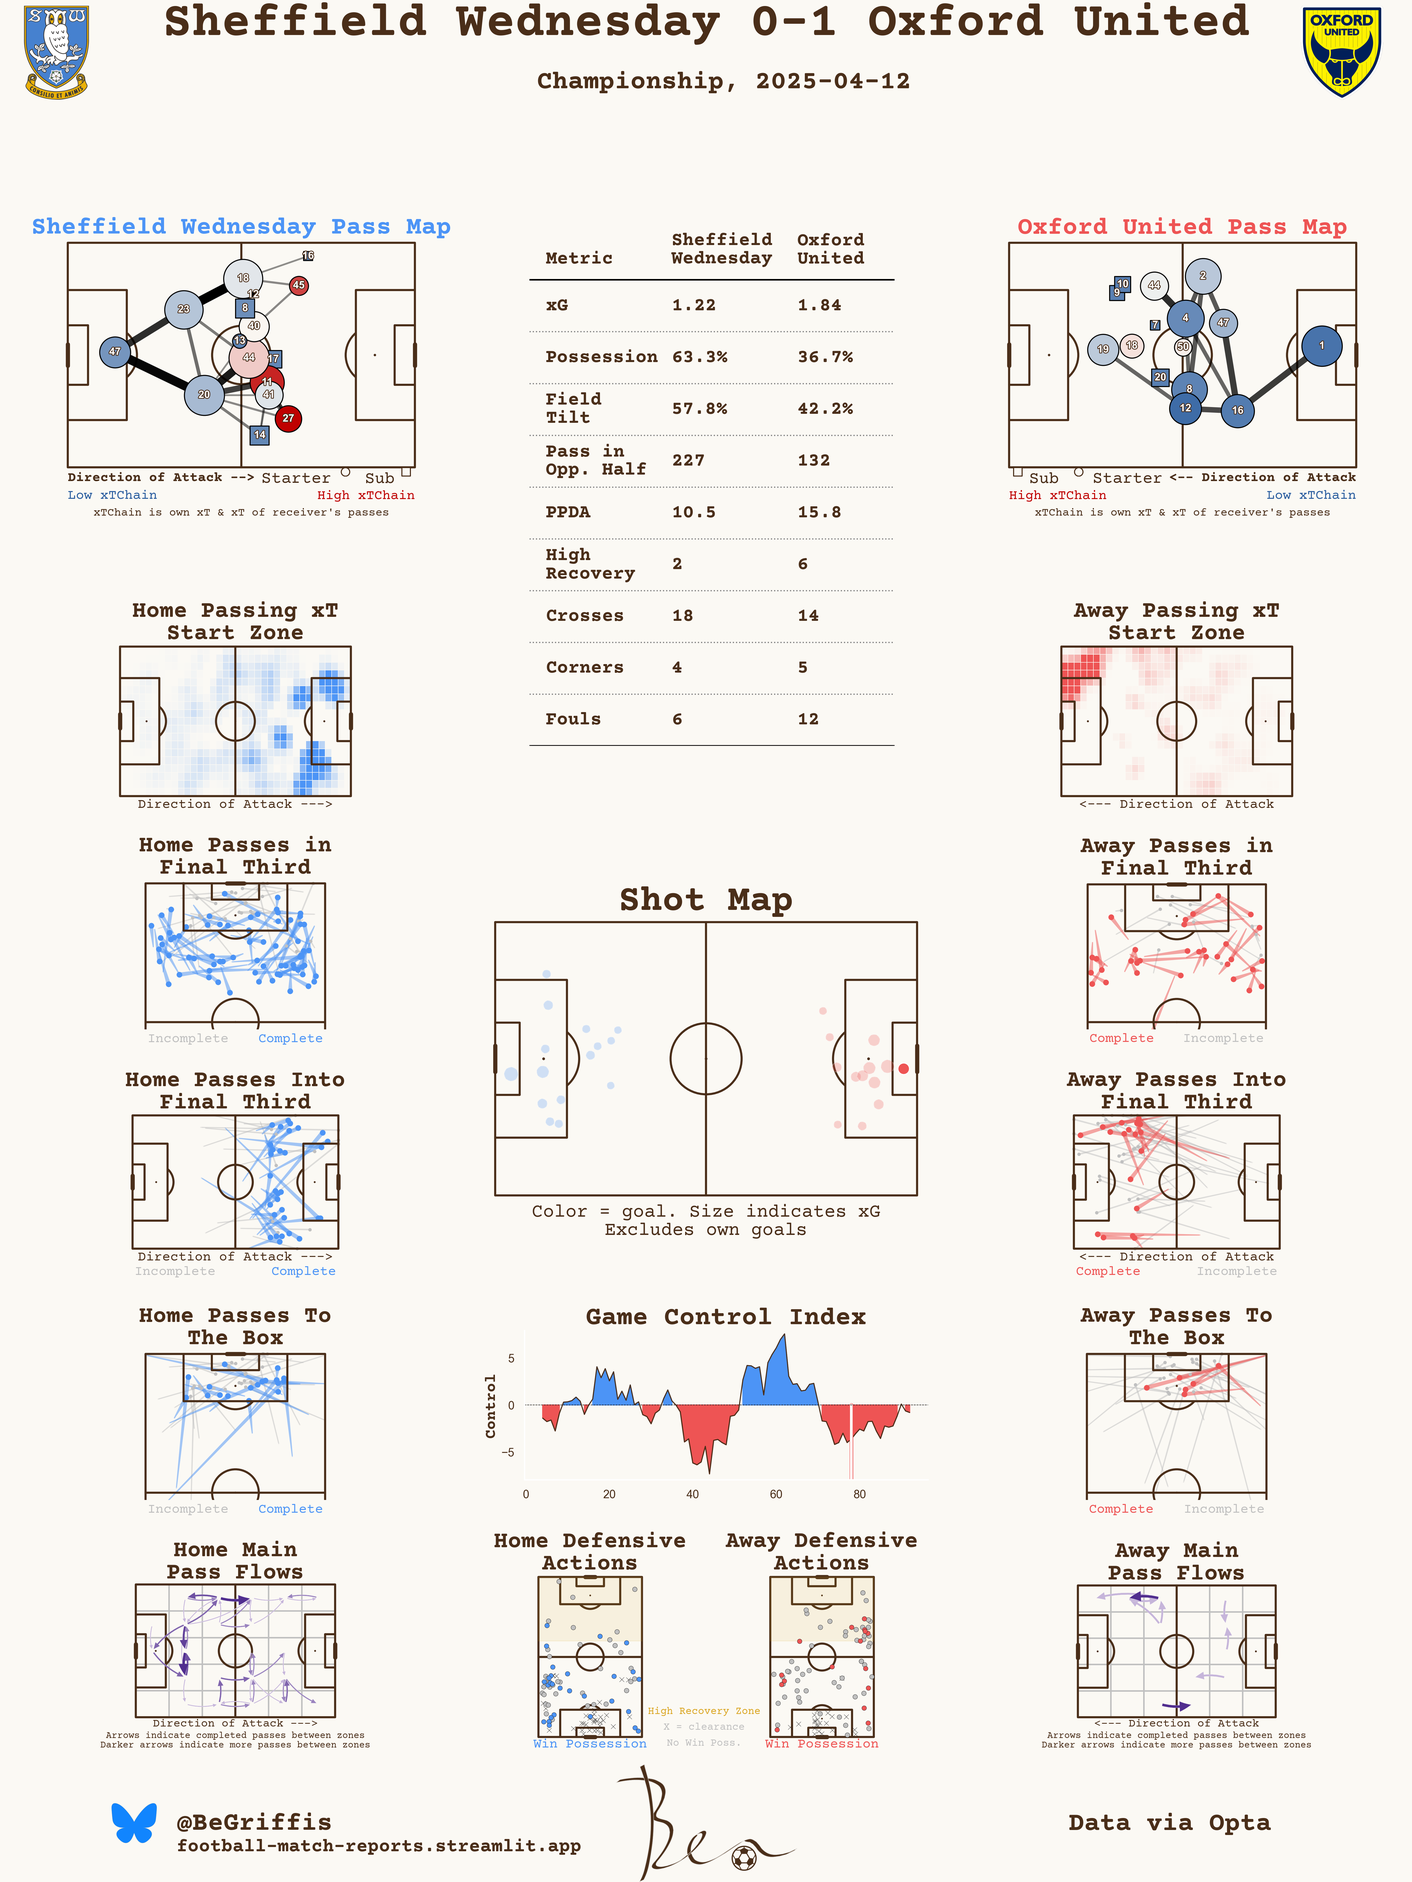 Sheffield Wednesday 0-1 Oxford United
Championship, 2025-04-12
SW
CONSILIO ET ANIMIS
OXFORD
UNITED
Sheffield Wednesday Pass Map
16
18
45
12
8
23
40
13
47
44
17
11
20
41
27
14
Direction of Attack --> Starter Sub
Low xTChain High xTChain
xTChain is own xT & xT of receiver's passes
Metric Sheffield Wednesday Oxford United
xG 1.22 1.84
Possession 63.3% 36.7%
Field Tilt 57.8% 42.2%
Pass in Opp. Half 227 132
PPDA 10.5 15.8
High Recovery 2 6
Crosses 18 14
Corners 4 5
Fouls 6 12
Oxford United Pass Map
2
10
44
9
4
47
7
19
18
50
1
20
8
12
16
Sub Starter <-- Direction of Attack
High xTChain Low xTChain
xTChain is own xT & xT of receiver's passes
Home Passing xT
Start Zone
Direction of Attack --->
Away Passing xT
Start Zone
<--- Direction of Attack
Home Passes in
Final Third
Incomplete Complete
Away Passes in
Final Third
Complete Incomplete
Shot Map
Color = goal. Size indicates xG
Excludes own goals
Home Passes Into
Final Third
Direction of Attack --->
Incomplete Complete
Away Passes Into
Final Third
<--- Direction of Attack
Complete Incomplete
Home Passes To
The Box
Incomplete Complete
Game Control Index
Control
5
0
−5
0 20 40 60 80
Away Passes To
The Box
Complete Incomplete
Home Main
Pass Flows
Direction of Attack --->
Arrows indicate completed passes between zones
Darker arrows indicate more passes between zones
Home Defensive
Actions
Win Possession
High Recovery Zone
X = clearance
No Win Poss.
Away Defensive
Actions
Win Possession
Away Main
Pass Flows
<--- Direction of Attack
Arrows indicate completed passes between zones
Darker arrows indicate more passes between zones
@BeGriffis
football-match-reports.streamlit.app
Ben
Data via Opta